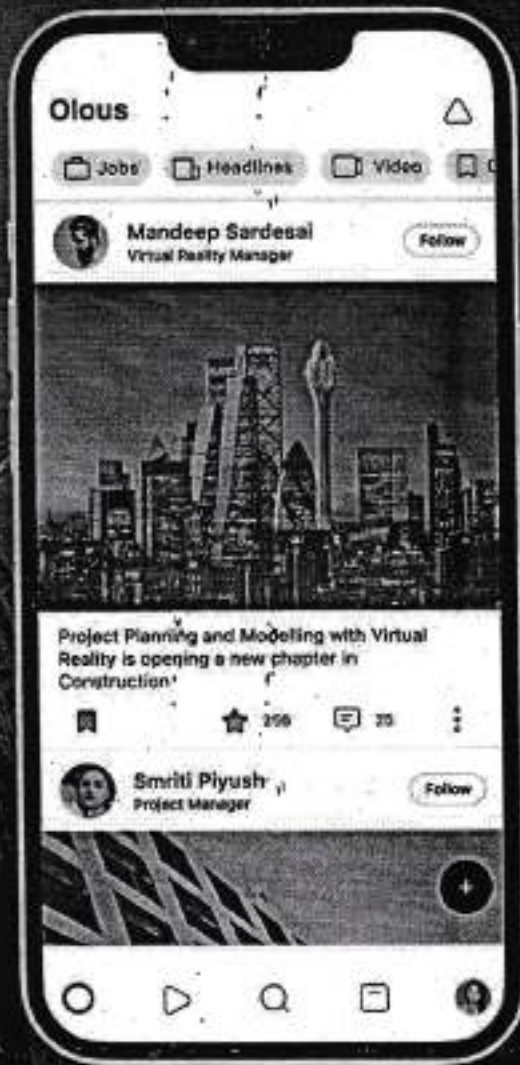 Olous
Jobs
Headlines
Video
Mandeep Sardesai
Virtual Reality Manager
Follow
Project Planning and Modelling with Virtual
Reality is opening a new chapter in
Construction
25
Smriti Piyush
Project Manager
Follow